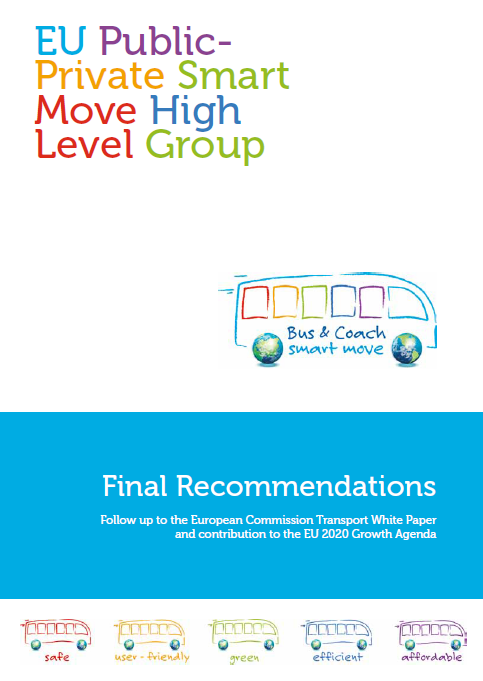 EU Public-
Private Smart
Move High
Level Group
Bus & Coach
smart move
Final Recommendations
Follow up to the European Commission Transport White Paper
and contribution to the EU 2020 Growth Agenda
safe
user - friendly
green
efficient
affordable